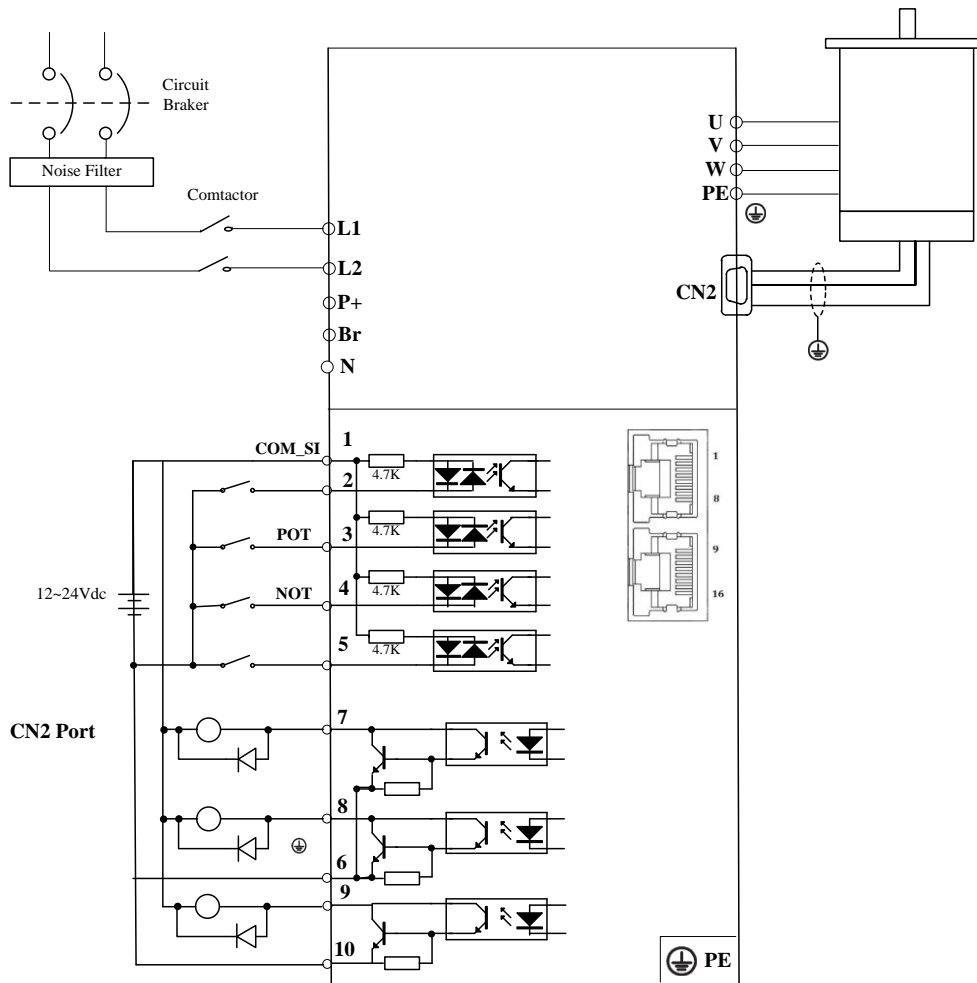 Circuit
Braker
Noise Filter
Comtactor
L1
L2
P+
Br
N
U
V
W
PE
CN2
COM_SI
1
4.7K
2
POT
3
4.7K
NOT
4
4.7K
5
4.7K
12~24Vdc
1
8
9
16
CN2 Port
7
8
6
9
10
PE